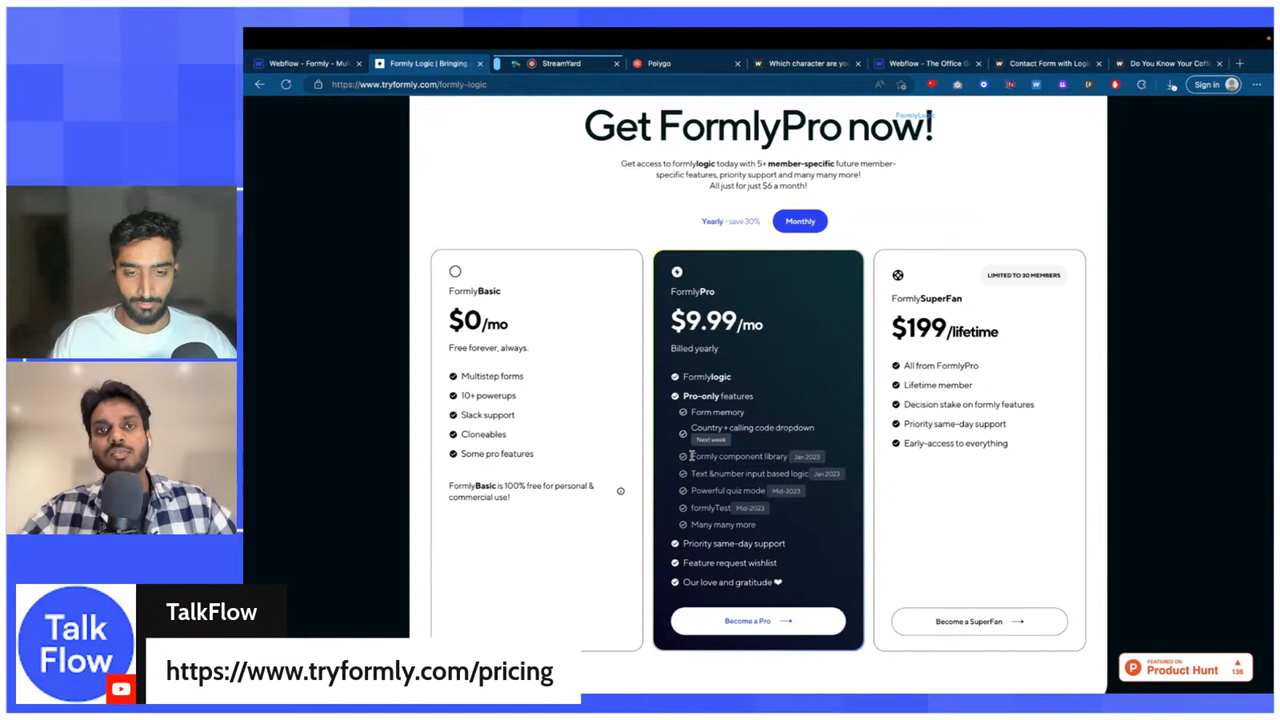 Webflow - Formly - Mul
Formly Logic | Bringing
StreamYard
Polygo
Which character are you
Webflow - The Office Q
Contact Form with Logi
Do You Know Your Coff
https://www.tryformly.com/formly-logic
Sign in
Get FormlyPro now!
FormlyLogic
Get access to formlylogic today with 5+ member-specific future member-
specific features, priority support and many many more!
All just for just $6 a month!
Yearly - save 30%
Monthly
FormlyBasic
$0/mo
Free forever, always.
Multistep forms
10+ powerups
Slack support
Cloneables
Some pro features
FormlyBasic is 100% free for personal &
commercial use!
FormlyPro
$9.99/mo
Billed yearly
Formlylogic
Pro-only features
Form memory
Country + calling code dropdown
Next week
Formly component library Jan 2023
Text &number input based logic Jan 2023
Powerful quiz mode Mid-2023
formlyTest Mid-2023
Many many more
Priority same-day support
Feature request wishlist
Our love and gratitude ❤
Become a Pro
LIMITED TO 30 MEMBERS
FormlySuperFan
$199/lifetime
All from FormlyPro
Lifetime member
Decision stake on formly features
Priority same-day support
Early-access to everything
Become a SuperFan
FEATURED ON
Product Hunt
136
Talk
Flow
TalkFlow
https://www.tryformly.com/pricing